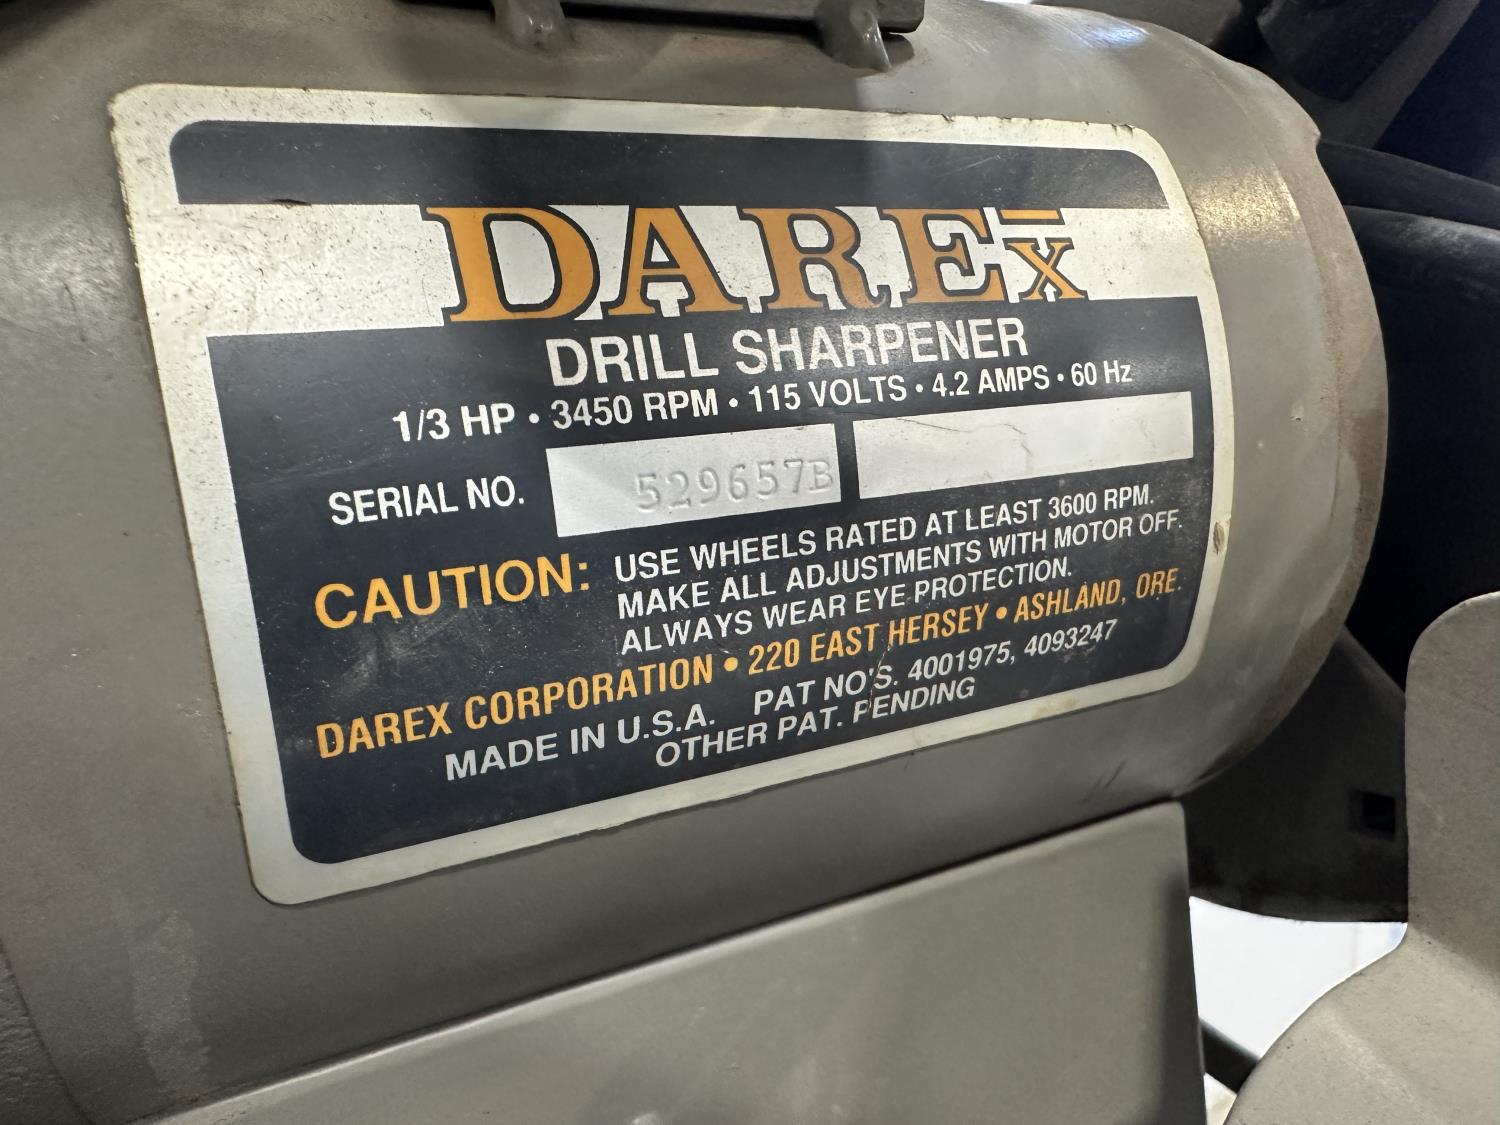 DAREX
DRILL SHARPENER
1/3 HP • 3450 RPM • 115 VOLTS • 4.2 AMPS • 60 Hz
SERIAL NO. 529657B
CAUTION: USE WHEELS RATED AT LEAST 3600 RPM.
MAKE ALL ADJUSTMENTS WITH MOTOR OFF.
ALWAYS WEAR EYE PROTECTION.
DAREX CORPORATION • 220 EAST HERSEY • ASHLAND, ORE.
MADE IN U.S.A. PAT NO'S. 4001975, 4093247
OTHER PAT. PENDING